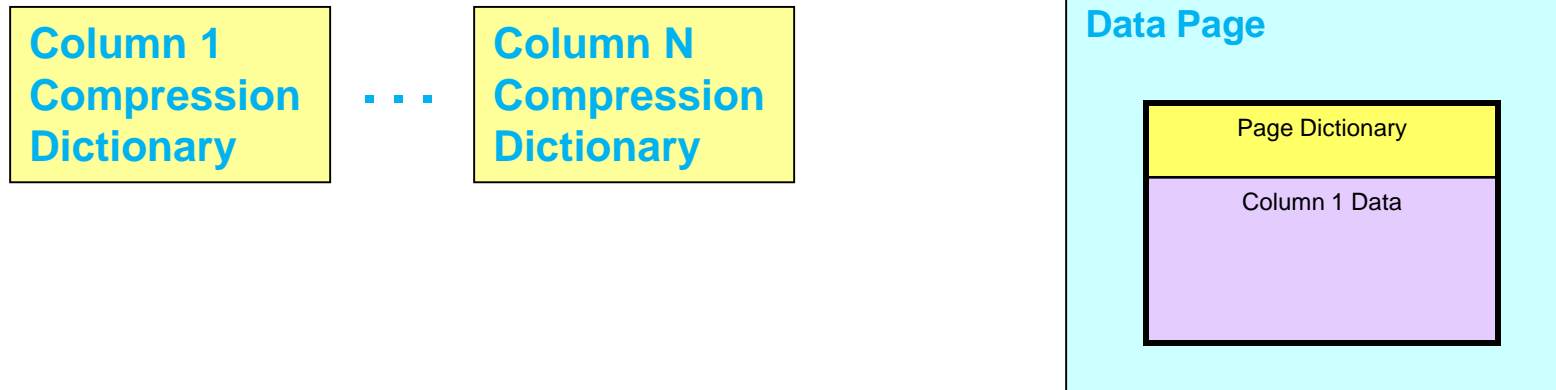 Column 1
Compression
Dictionary
. . .
Column N
Compression
Dictionary
Data Page
Page Dictionary
Column 1 Data